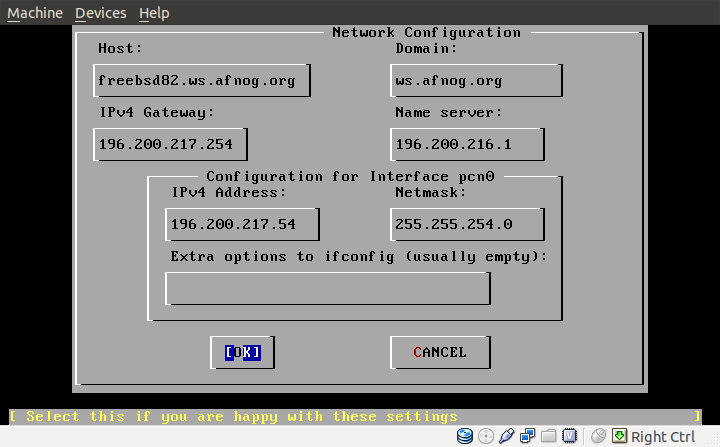 Machine Devices Help
Network Configuration
Host: Domain:
freebsd82.ws.afnog.org ws.afnog.org
IPv4 Gateway: Name server:
196.200.217.254 196.200.216.1
Configuration for Interface pcn0
IPv4 Address: Netmask:
196.200.217.54 255.255.254.0
Extra options to ifconfig (usually empty):
[OK] CANCEL
[ Select this if you are happy with these settings ]
Right Ctrl